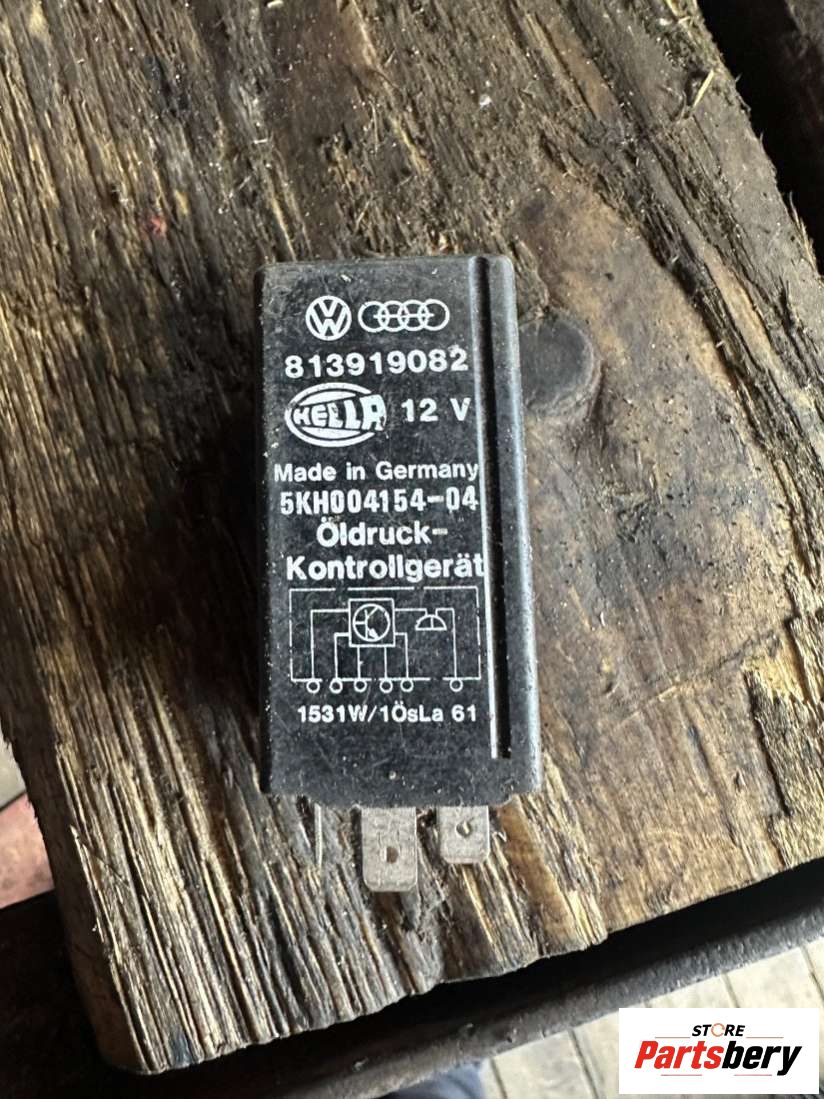 813919082
HELLA 12 V
Made in Germany
5KH004154-04
Öldruck-
Kontrollgerät
1531W/1ÖsLa 61
STORE
Partsbery